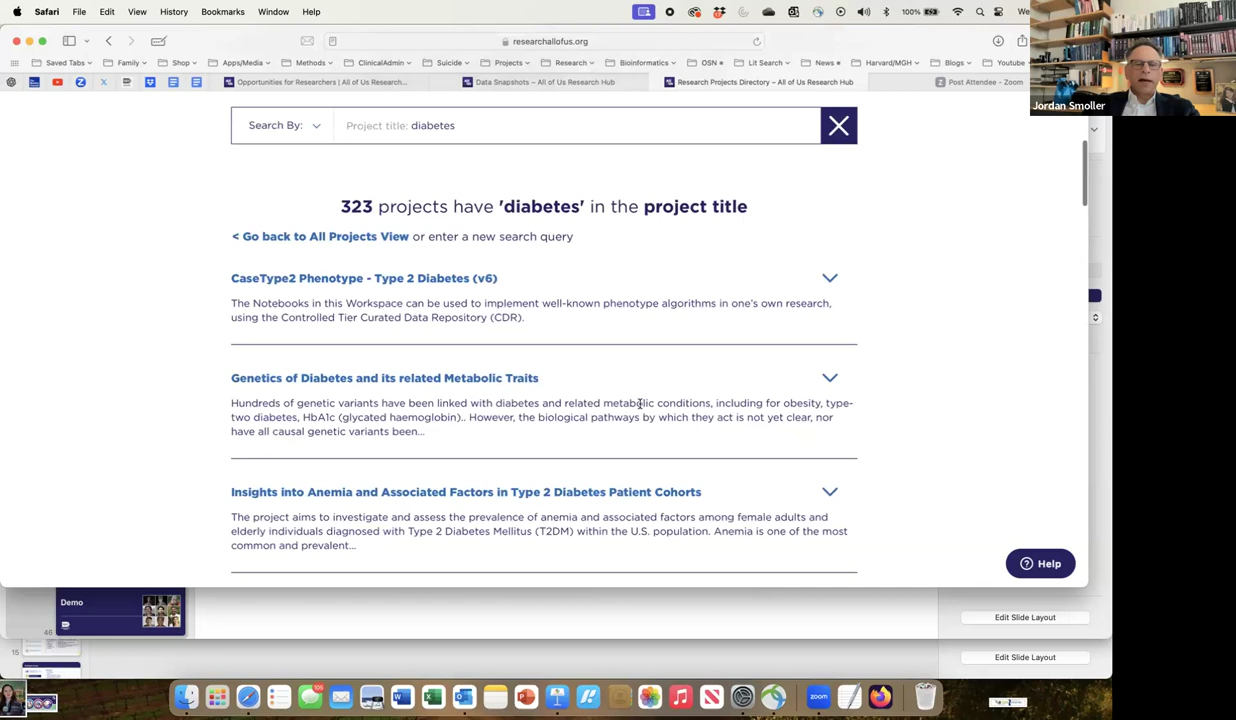 Safari File Edit View History Bookmarks Window Help 100% We
researchallofus.org
Saved Tabs Family Shop Apps/Media Methods ClinicalAdmin Suicide Projects Research Bioinformatics OSN Lit Search News Harvard/MGH Blogs Youtube
Opportunities for Researchers | All of Us Research... Data Snapshots – All of Us Research Hub Research Projects Directory – All of Us Research Hub Post Attendee - Zoom
Jordan Smoller
Search By: Project title: diabetes
323 projects have 'diabetes' in the project title
< Go back to All Projects View or enter a new search query
CaseType2 Phenotype - Type 2 Diabetes (v6)
The Notebooks in this Workspace can be used to implement well-known phenotype algorithms in one's own research,
using the Controlled Tier Curated Data Repository (CDR).
Genetics of Diabetes and its related Metabolic Traits
Hundreds of genetic variants have been linked with diabetes and related metabolic conditions, including for obesity, type-
two diabetes, HbA1c (glycated haemoglobin).. However, the biological pathways by which they act is not yet clear, nor
have all causal genetic variants been...
Insights into Anemia and Associated Factors in Type 2 Diabetes Patient Cohorts
The project aims to investigate and assess the prevalence of anemia and associated factors among female adults and
elderly individuals diagnosed with Type 2 Diabetes Mellitus (T2DM) within the U.S. population. Anemia is one of the most
common and prevalent...
Help
Demo
46
Edit Slide Layout
15
Edit Slide Layout
zoom